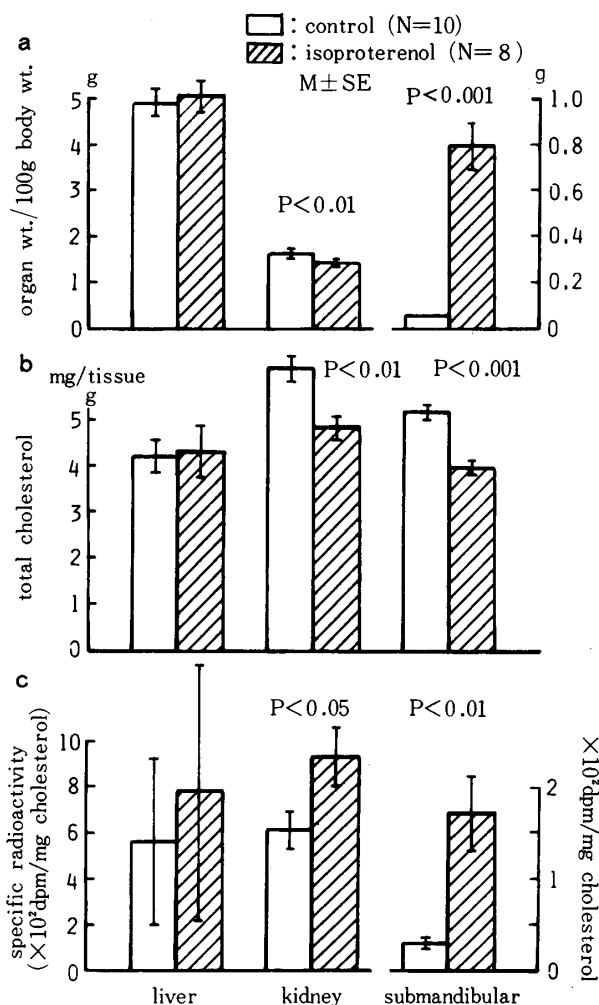 : control (N=10)
: isoproterenol (N=8)
a
M±SE
g
g
P<0.001
P<0.01
organ wt./100g body wt.
5
4
3
2
1
0
1.0
0.8
0.6
0.4
0.2
0
b
mg/tissue
g
P<0.01
P<0.001
total cholesterol
5
4
3
4
1
0
c
P<0.05
P<0.01
specific radioactivity
(×10²dpm/mg cholesterol)
10
8
6
4
2
0
2
1
0
×10²dpm/mg cholesterol
liver
kidney
submandibular